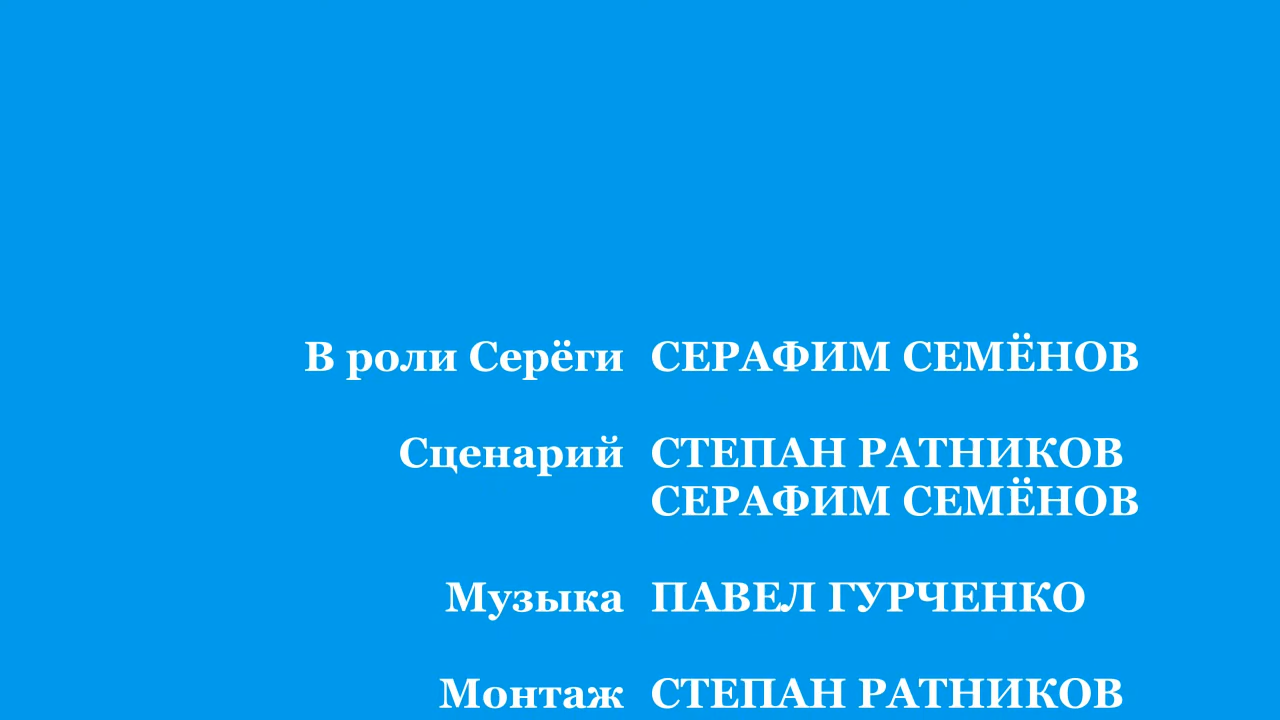 В роли Серёги СЕРАФИМ СЕМЁНОВ
Сценарий СТЕПАН РАТНИКОВ
СЕРАФИМ СЕМЁНОВ
Музыка ПАВЕЛ ГУРЧЕНКО
Монтаж СТЕПАН РАТНИКОВ